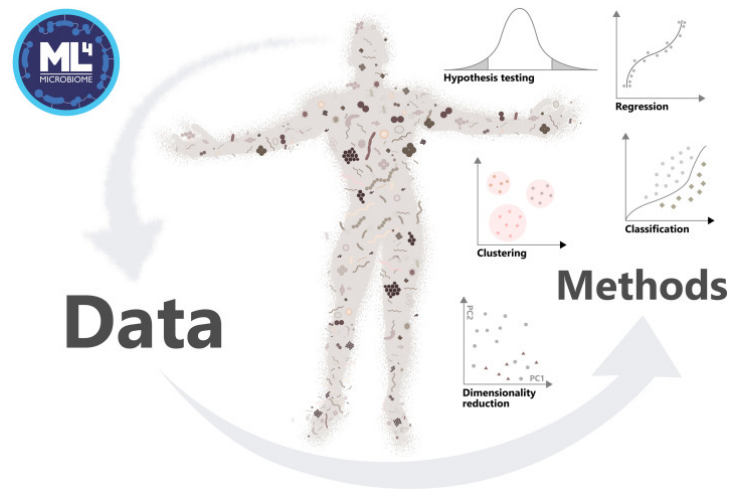 ML4
MICROBIOME
Hypothesis testing
Regression
Classification
Clustering
Methods
Data
PC2
PC1
Dimensionality
reduction